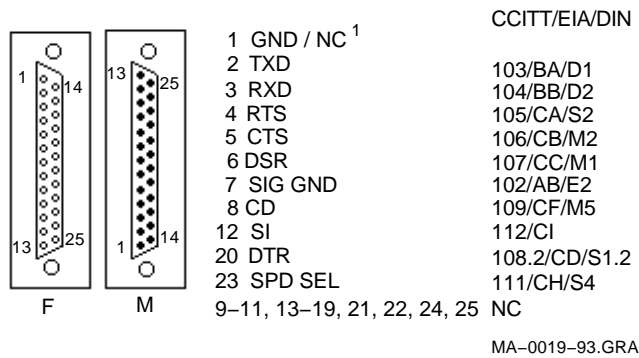 CCITT/EIA/DIN
1 GND / NC 1
2 TXD 103/BA/D1
3 RXD 104/BB/D2
4 RTS 105/CA/S2
5 CTS 106/CB/M2
6 DSR 107/CC/M1
7 SIG GND 102/AB/E2
8 CD 109/CF/M5
12 SI 112/CI
20 DTR 108.2/CD/S1.2
23 SPD SEL 111/CH/S4
9–11, 13–19, 21, 22, 24, 25 NC
1
14
13
25
F
13
25
1
14
M
MA–0019–93.GRA